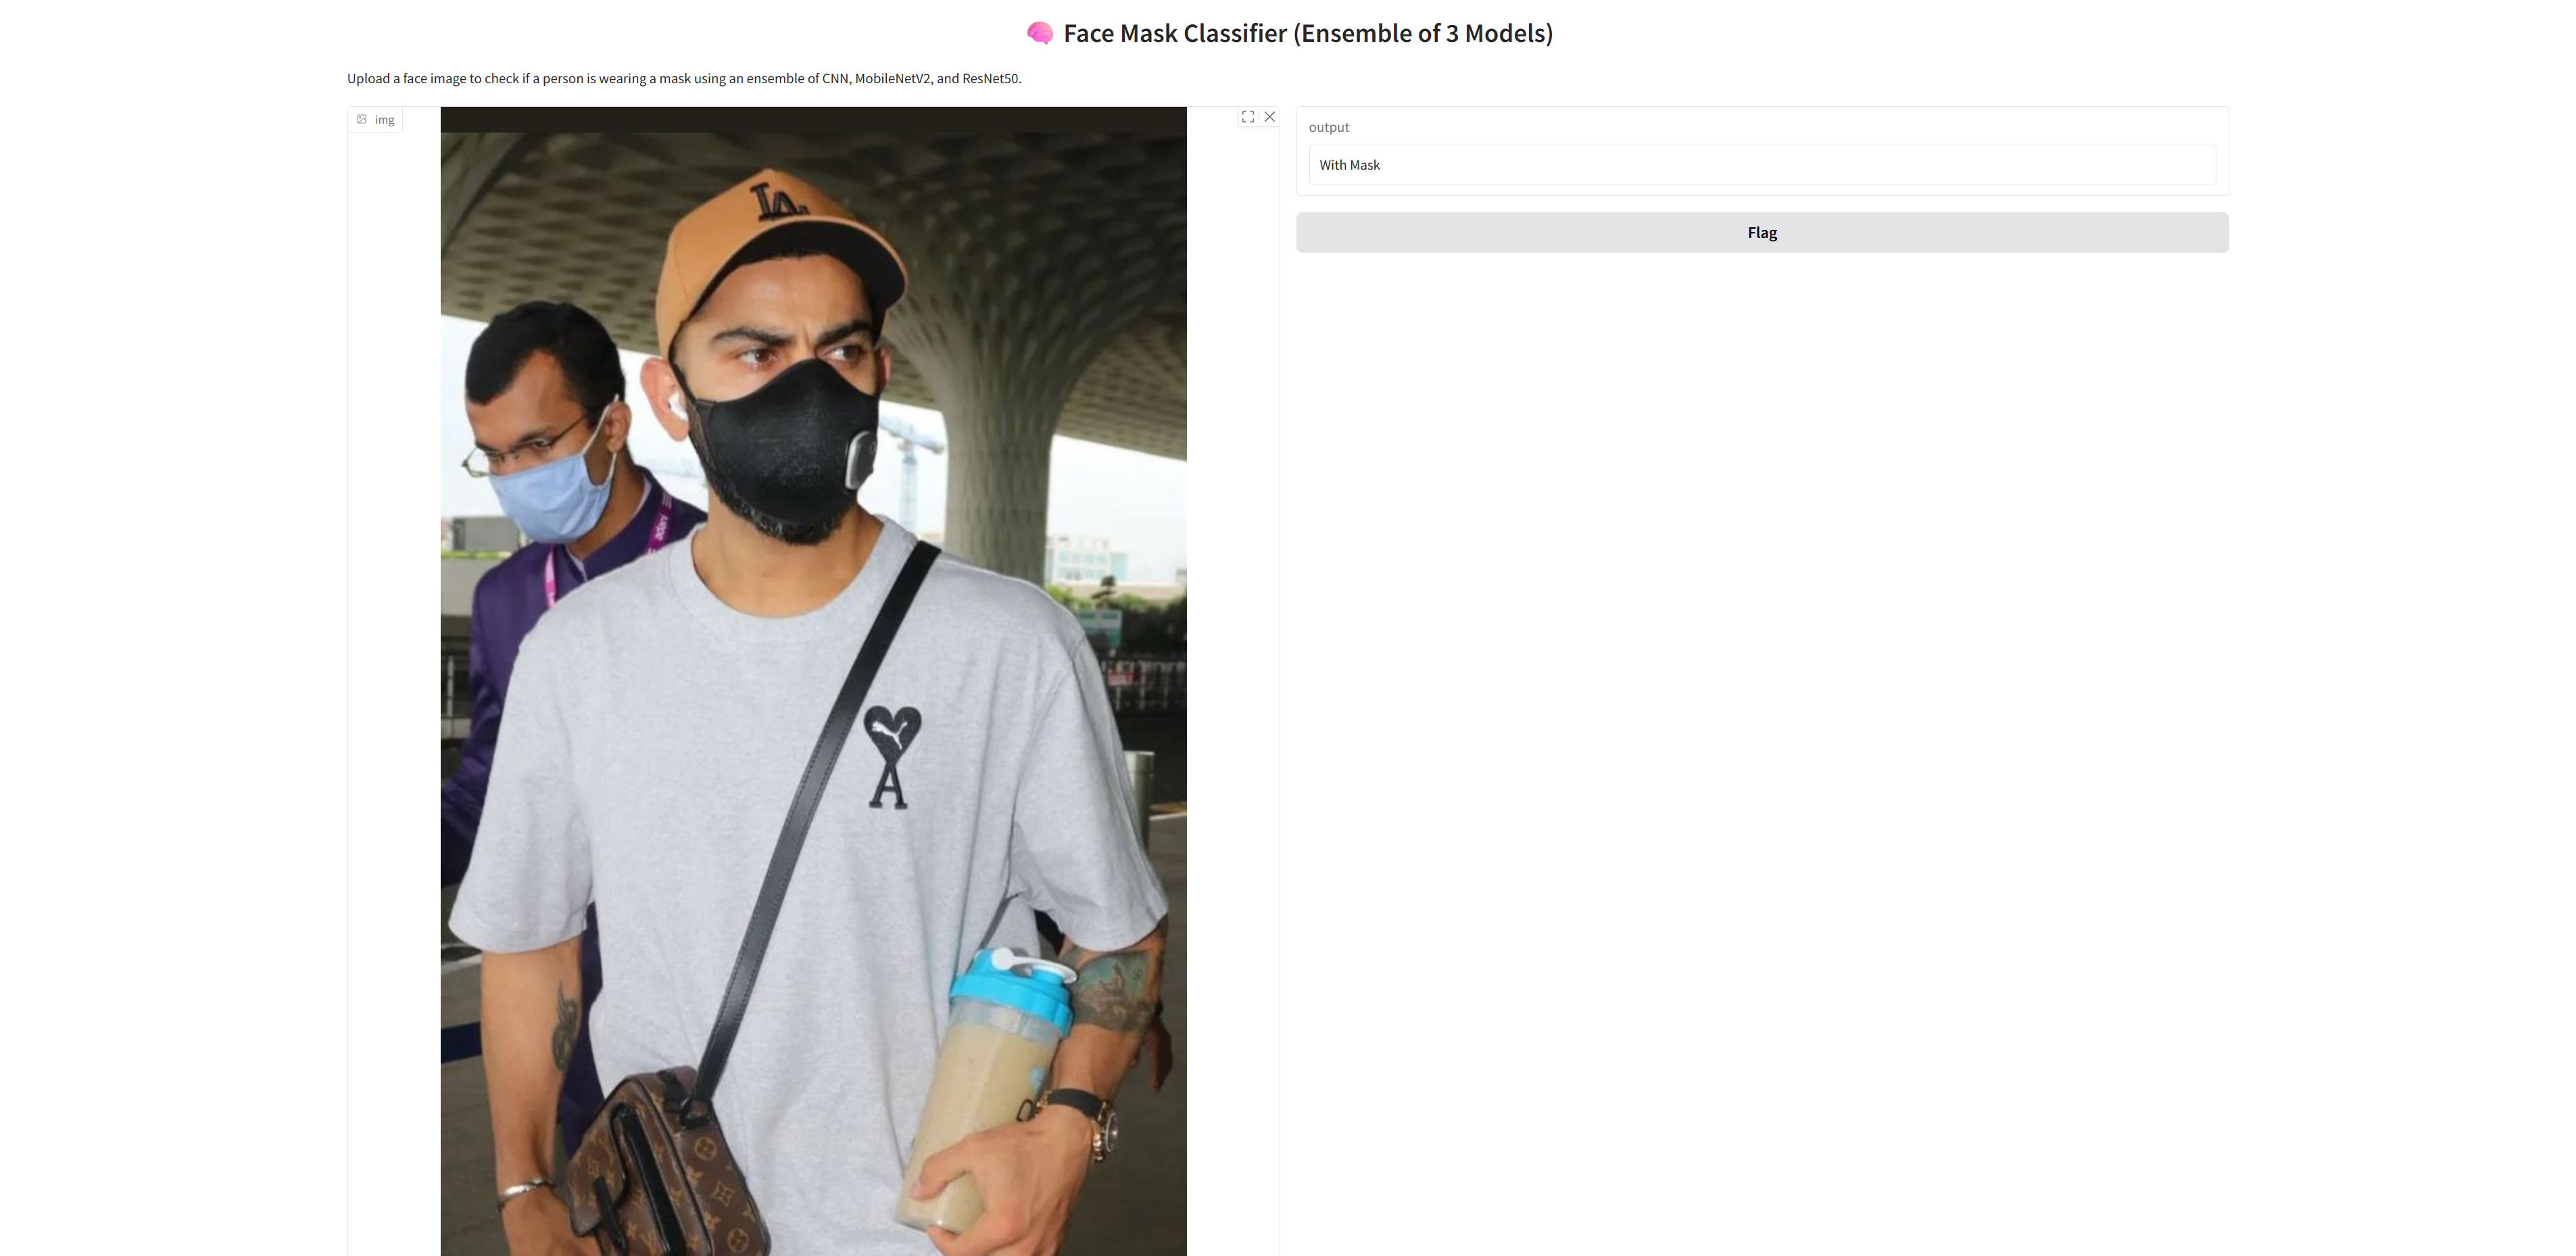 Face Mask Classifier (Ensemble of 3 Models)
Upload a face image to check if a person is wearing a mask using an ensemble of CNN, MobileNetV2, and ResNet50.
img
output
With Mask
Flag
LA
adani
A